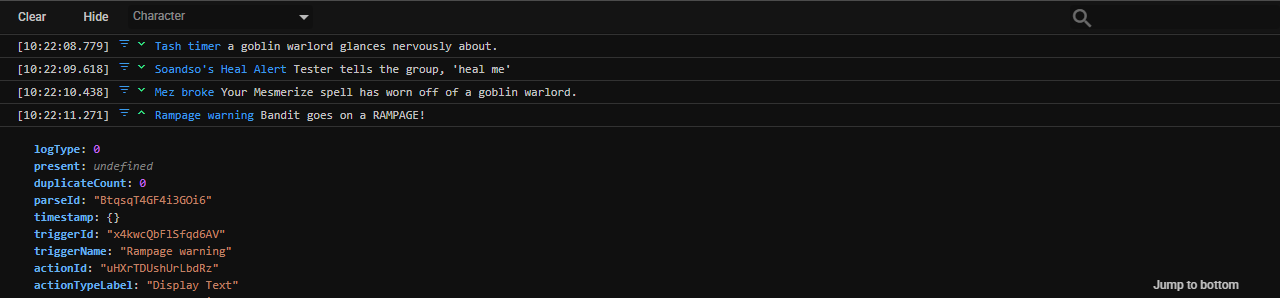 Clear Hide Character
[10:22:08.779] Tash timer a goblin warlord glances nervously about.
[10:22:09.618] Soandso's Heal Alert Tester tells the group, 'heal me'
[10:22:10.438] Mez broke Your Mesmerize spell has worn off of a goblin warlord.
[10:22:11.271] Rampage warning Bandit goes on a RAMPAGE!
logType: 0
present: undefined
duplicateCount: 0
parseId: "BtqsqT4GF4i3GOi6"
timestamp: {}
triggerId: "x4kwcQbFlSfqd6AV"
triggerName: "Rampage warning"
actionId: "uHXrTDUshUrLbdRz"
actionTypeLabel: "Display Text"
Jump to bottom